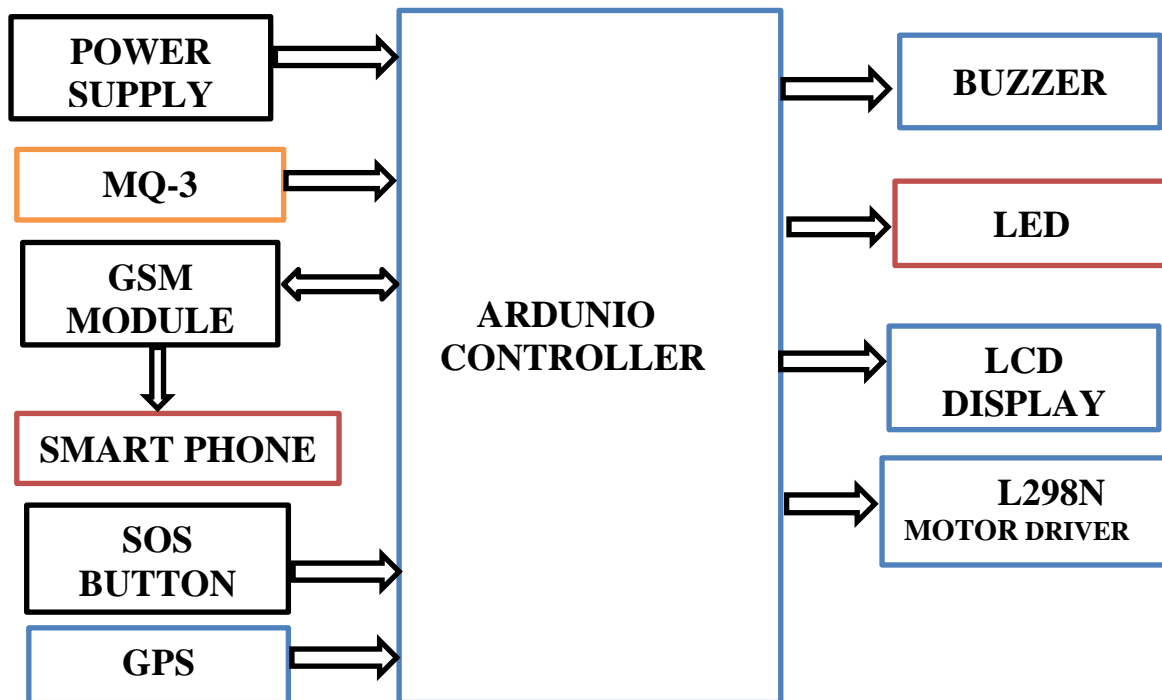 POWER
SUPPLY
MQ-3
GSM
MODULE
SMART PHONE
SOS
BUTTON
GPS
ARDUNIO
CONTROLLER
BUZZER
LED
LCD
DISPLAY
L298N
MOTOR DRIVER